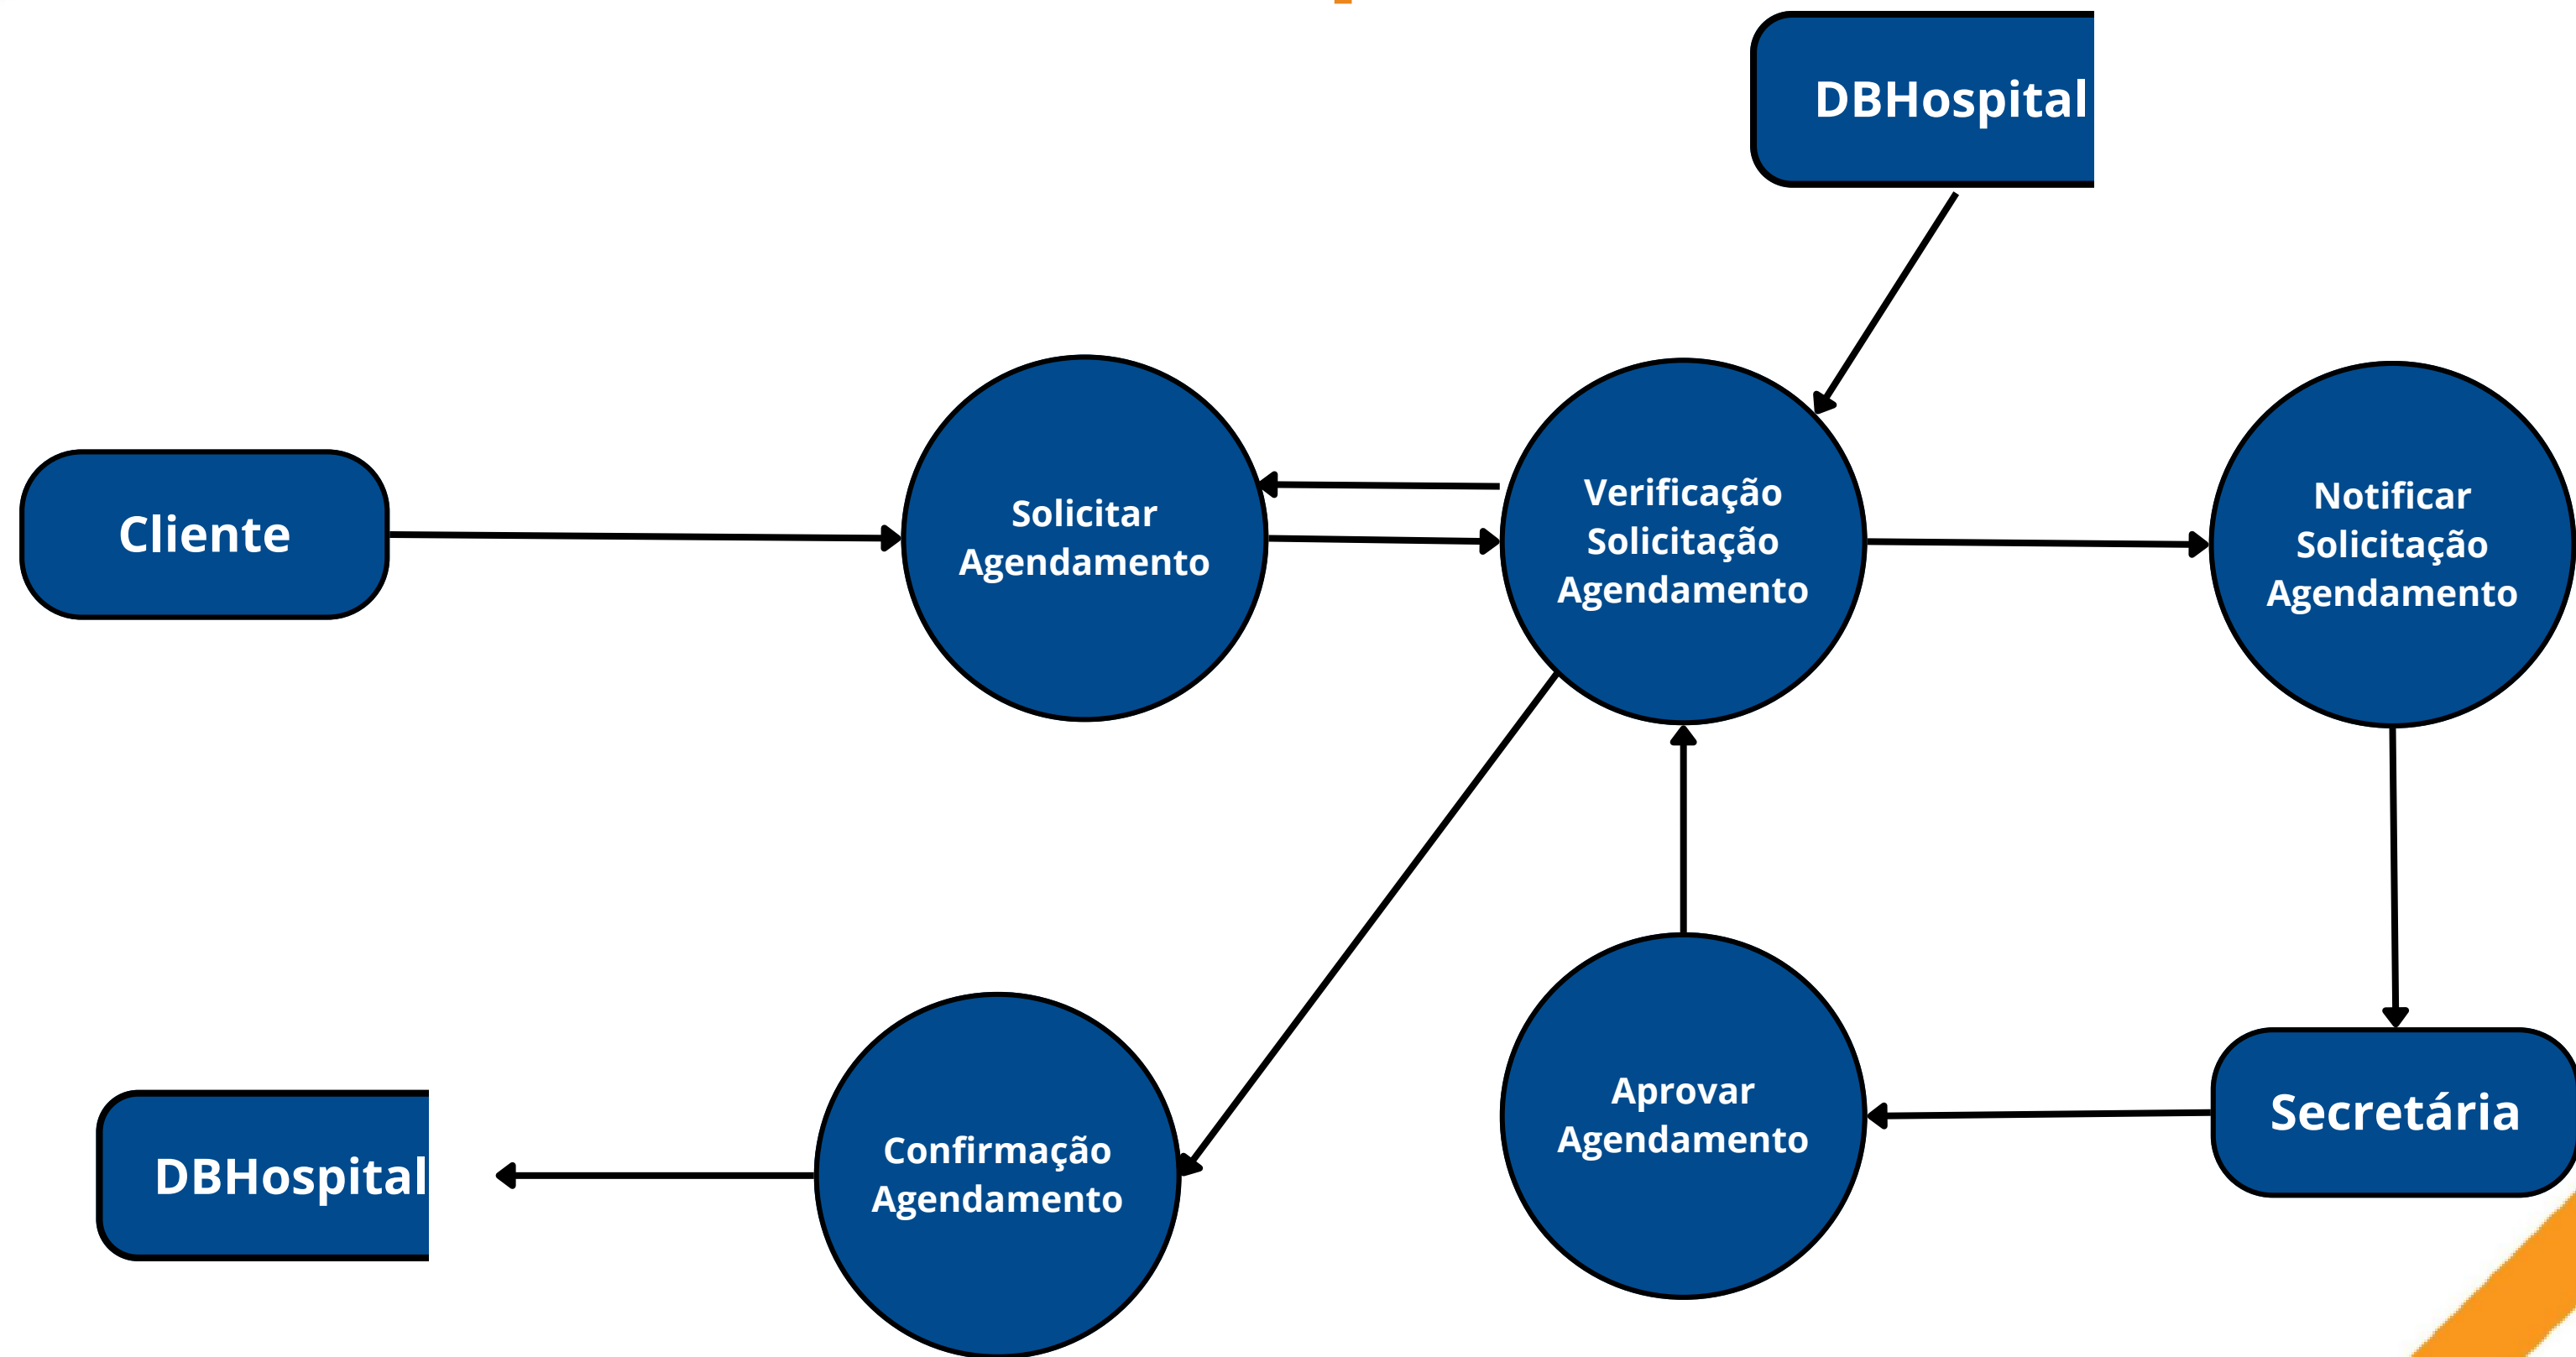 DBHospital
Cliente
Solicitar
Agendamento
Verificação
Solicitação
Agendamento
Notificar
Solicitação
Agendamento
DBHospital
Confirmação
Agendamento
Aprovar
Agendamento
Secretária